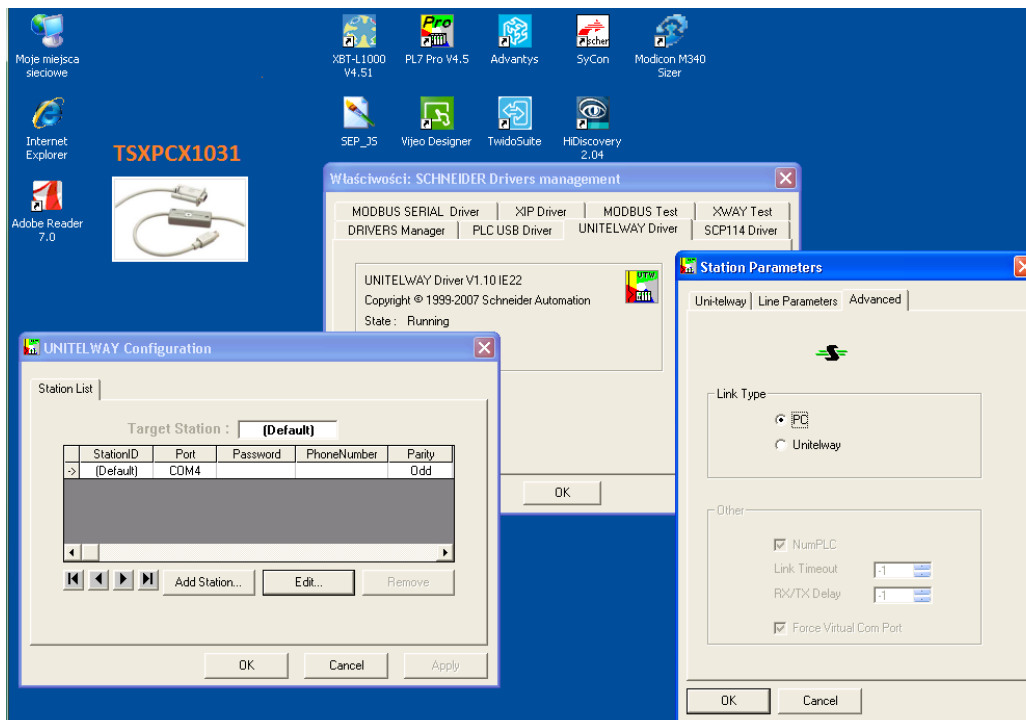 Moje miejsca
sieciowe
XBT-L1000
V4.51
Pro
PL7 Pro V4.5
Advantys
scher
SyCon
Modicon M340
Sizer
Internet
Explorer
SEP_JS
Vijeo Designer
TwidoSuite
HiDiscovery
2.04
TSXPCX1031
Adobe Reader
7.0
Właściwości: SCHNEIDER Drivers management
MODBUS SERIAL Driver
XIP Driver
MODBUS Test
XWAY Test
DRIVERS Manager
PLC USB Driver
UNITELWAY Driver
SCP114 Driver
UNITELWAY Driver V1.10 IE22
UTW
Copyright © 1999-2007 Schneider Automation
State : Running
OK
UNITELWAY Configuration
Station List
Target Station : (Default)
StationID Port Password PhoneNumber Parity
-> (Default) COM4 Odd
Add Station... Edit... Remove
OK Cancel Apply
Station Parameters
Uni-telway Line Parameters Advanced
Link Type
PC
Unitelway
Other
NumPLC
Link Timeout -1
RX/TX Delay -1
Force Virtual Com Port
OK Cancel